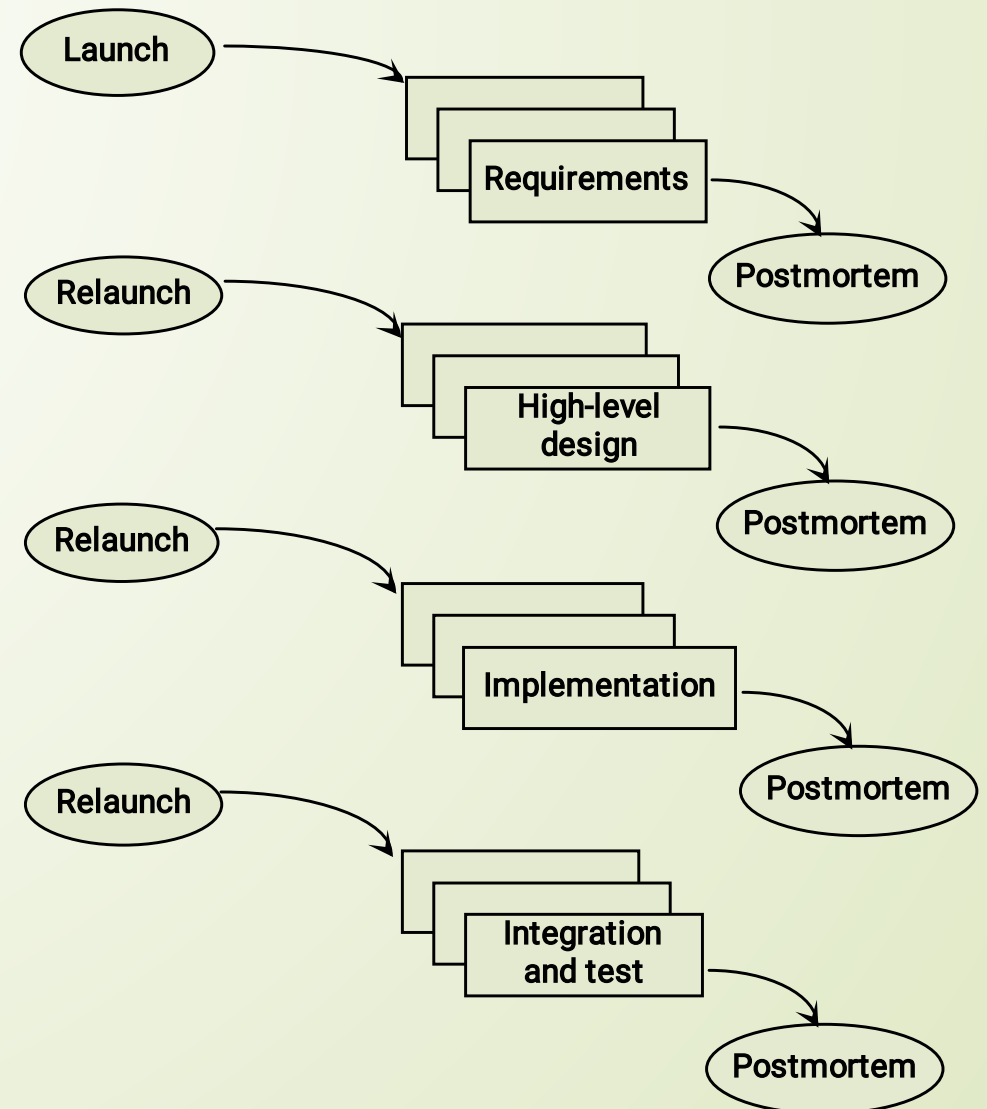 Launch
Requirements
Postmortem
Relaunch
High-level
design
Postmortem
Relaunch
Implementation
Postmortem
Relaunch
Integration
and test
Postmortem